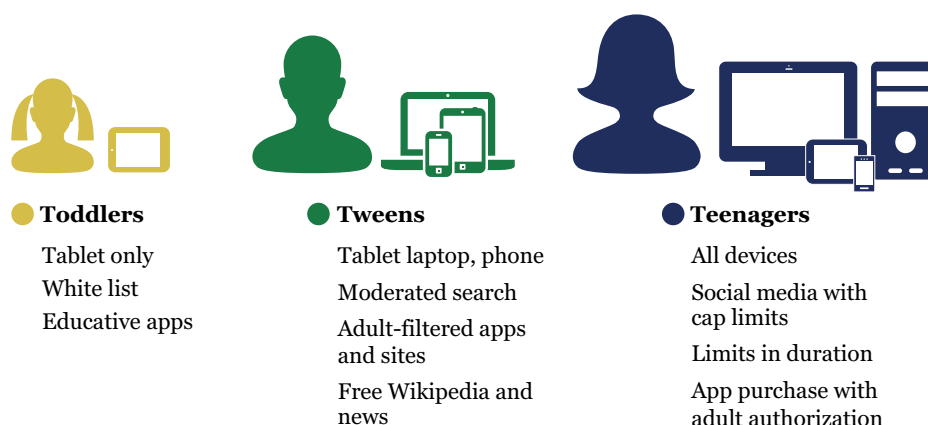 Toddlers
Tablet only
White list
Educative apps
Tweens
Tablet laptop, phone
Moderated search
Adult-filtered apps
and sites
Free Wikipedia and
news
Teenagers
All devices
Social media with
cap limits
Limits in duration
App purchase with
adult authorization